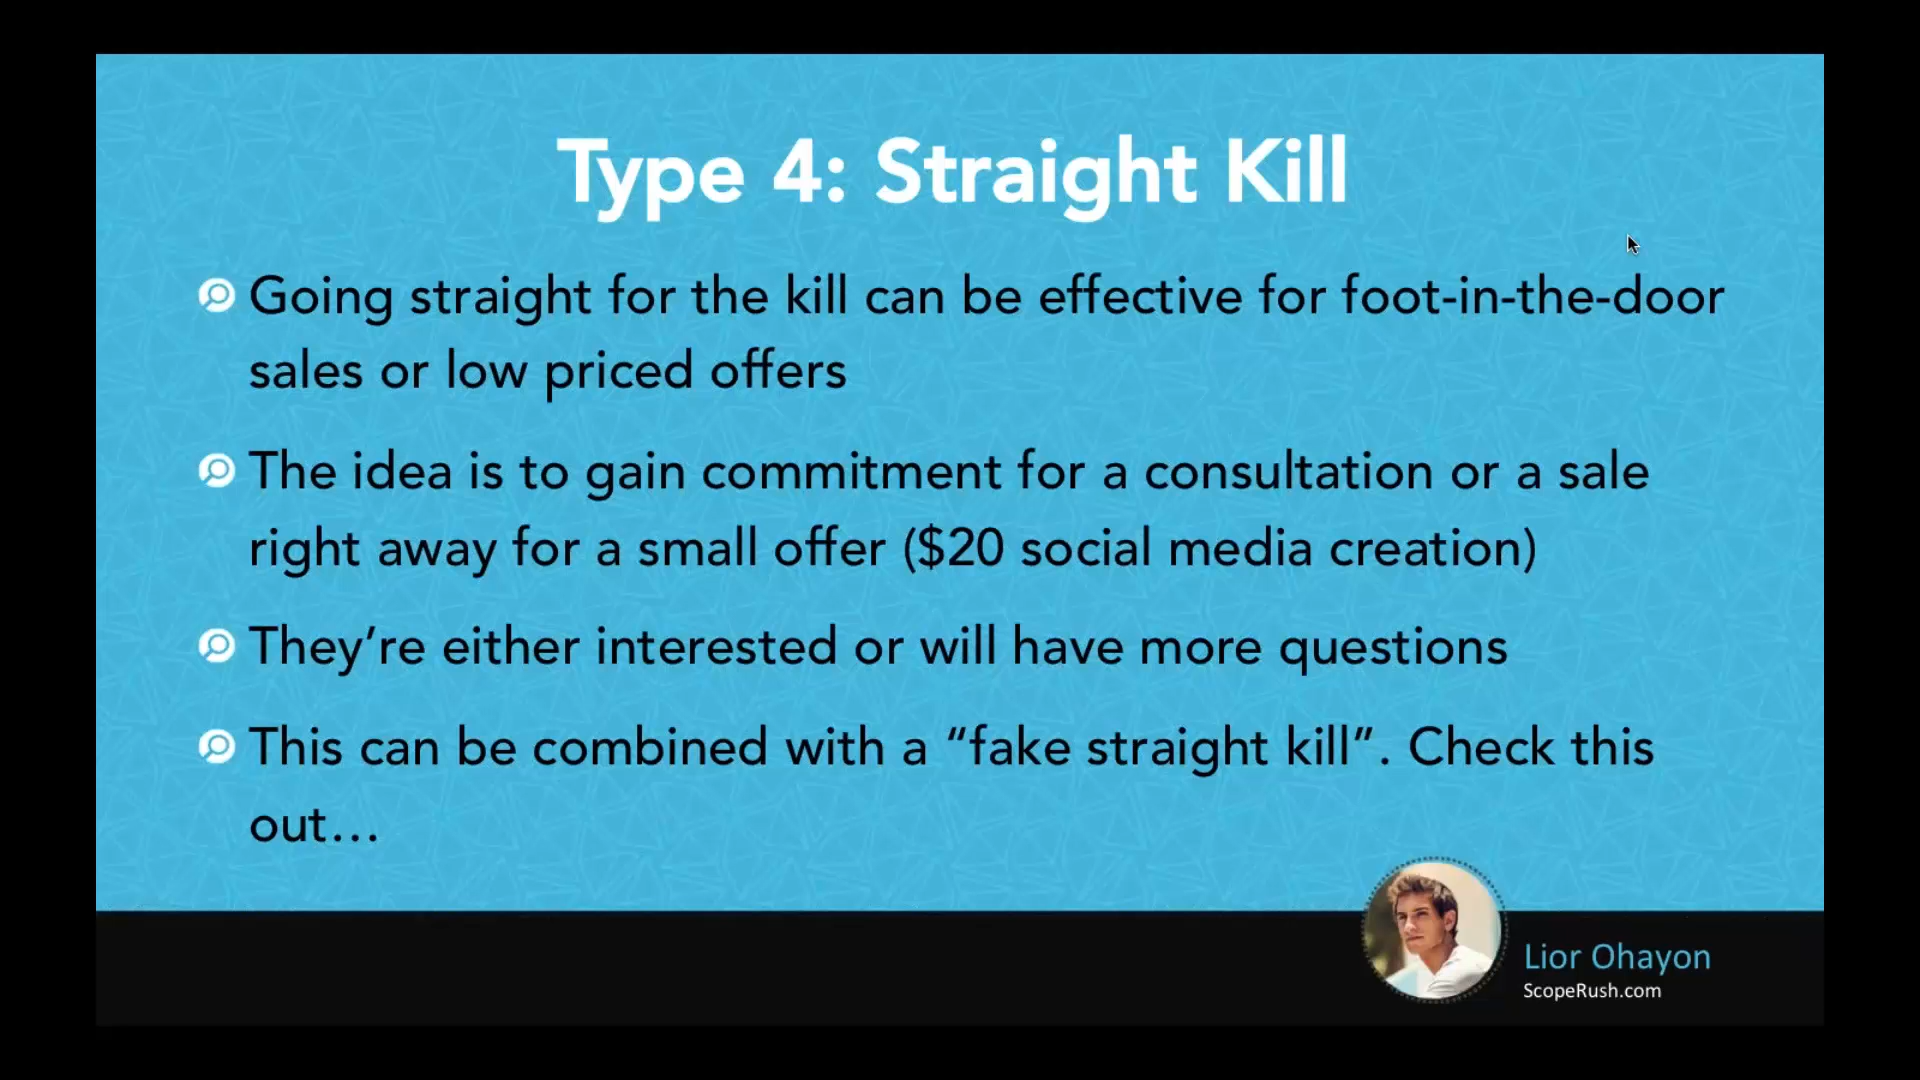 Type 4: Straight Kill
Going straight for the kill can be effective for foot-in-the-door
sales or low priced offers
The idea is to gain commitment for a consultation or a sale
right away for a small offer ($20 social media creation)
They’re either interested or will have more questions
This can be combined with a “fake straight kill”. Check this
out…
Lior Ohayon
ScopeRush.com